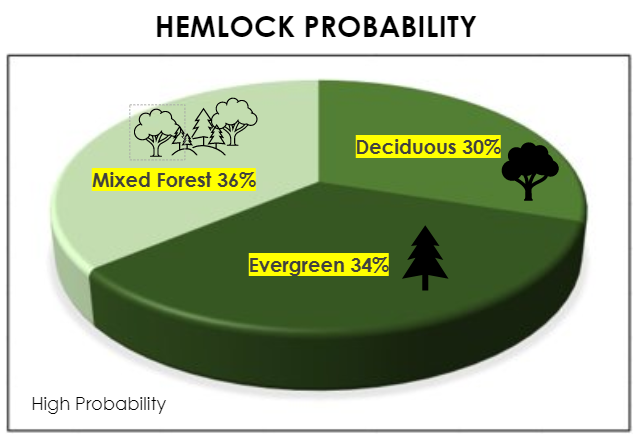 HEMLOCK PROBABILITY
Deciduous 30%
Mixed Forest 36%
Evergreen 34%
High Probability